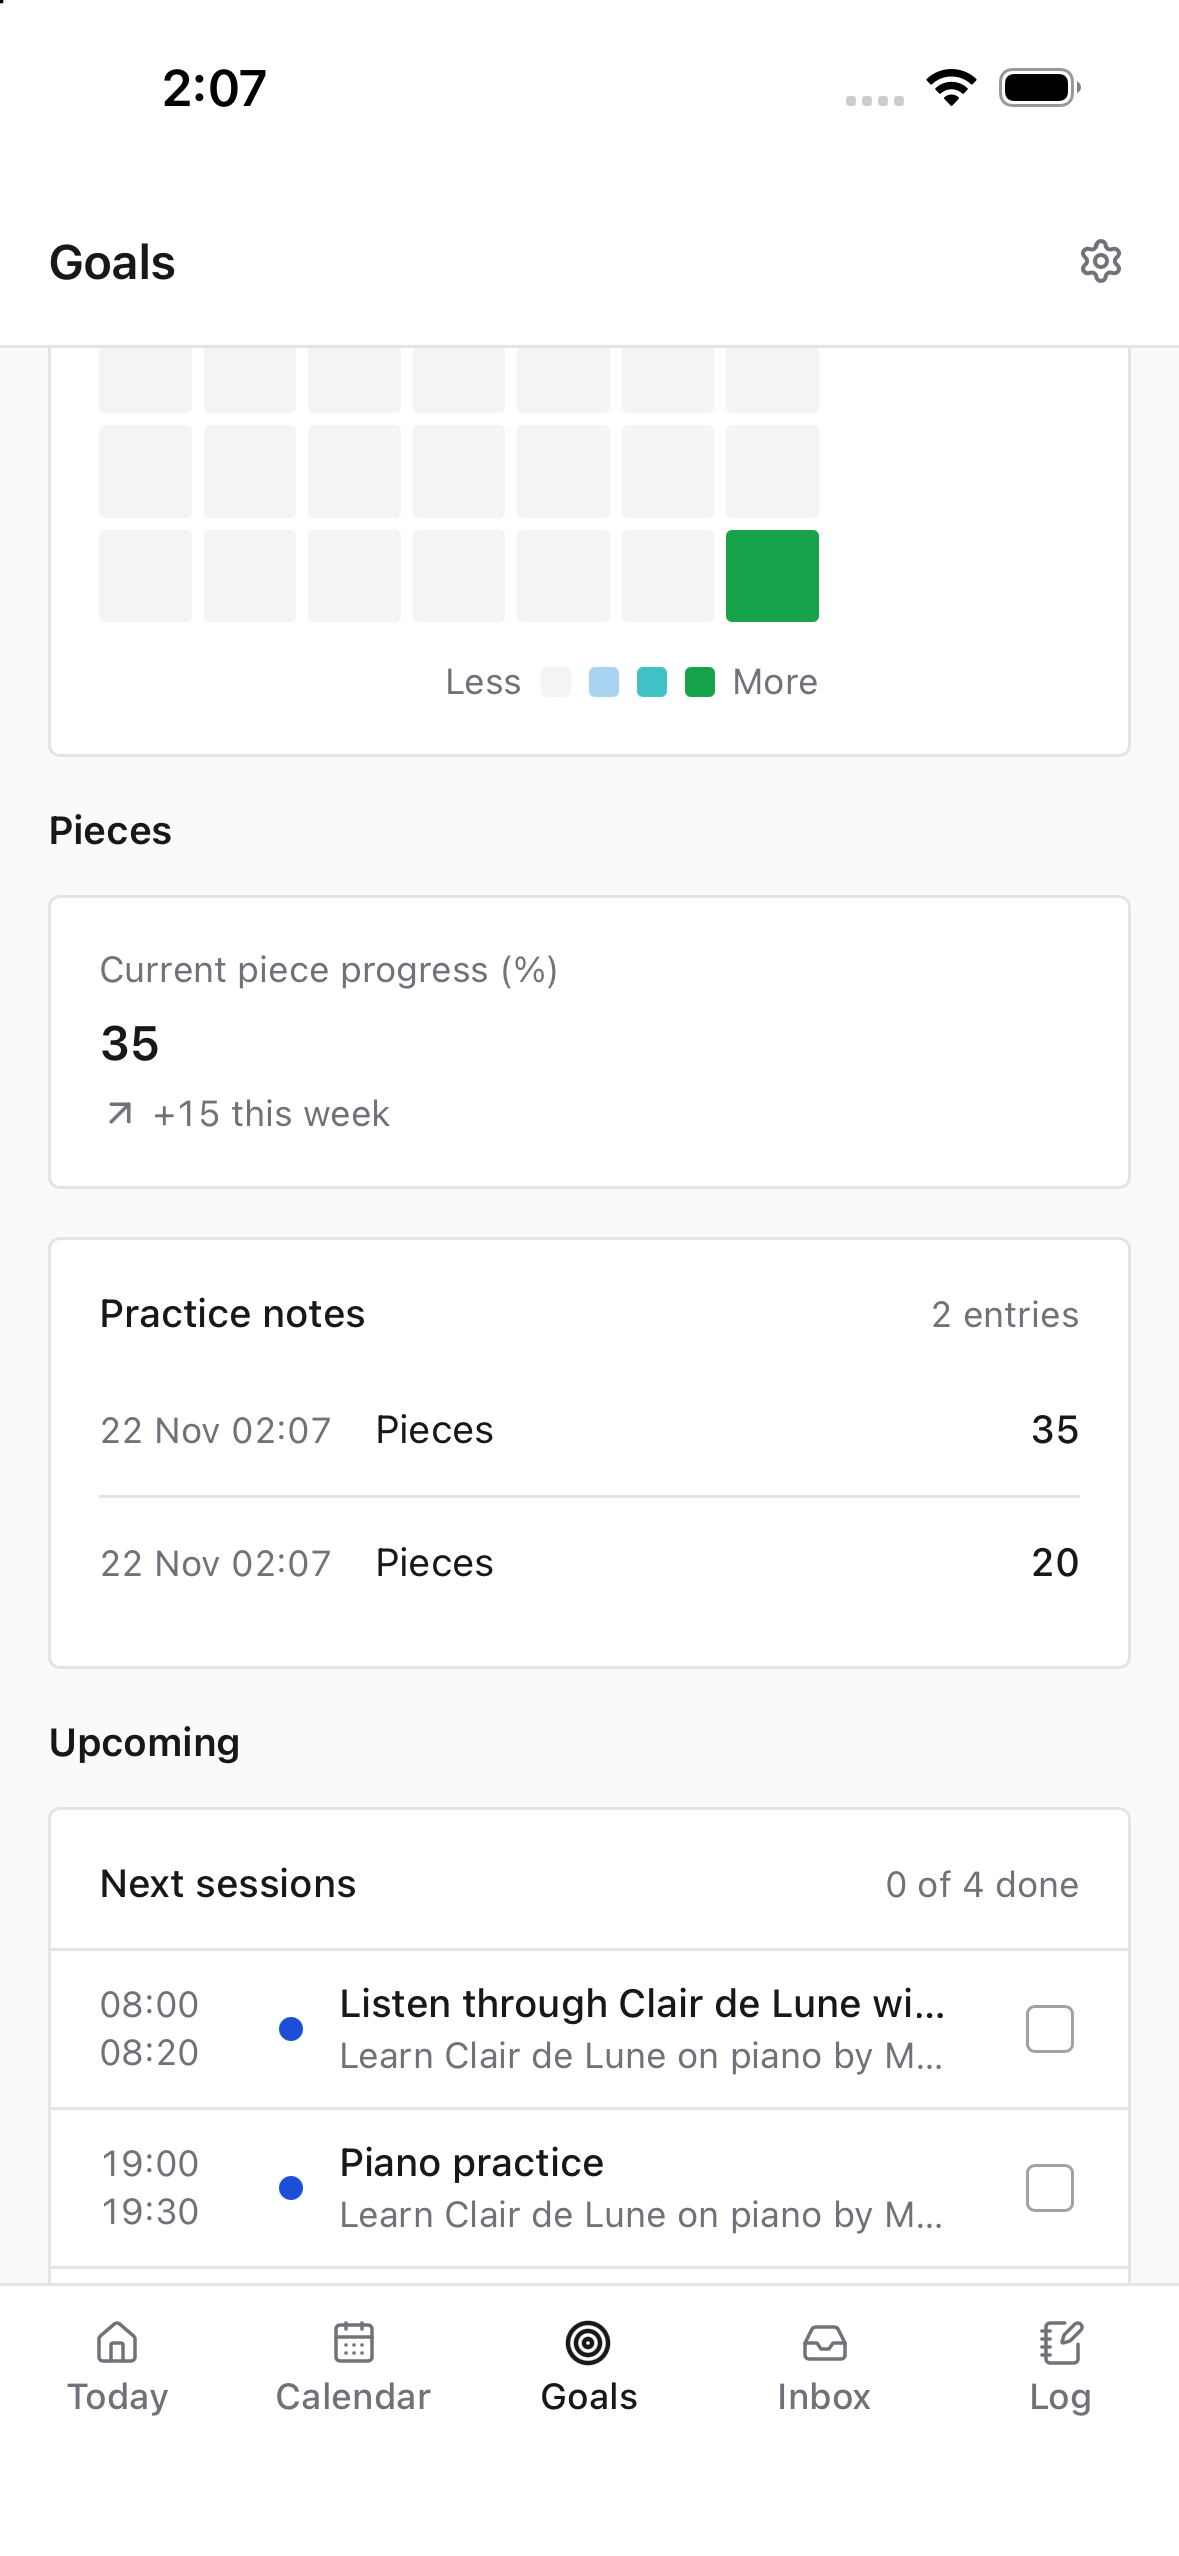 2:07
Goals
Less More
Pieces
Current piece progress (%)
35
+15 this week
Practice notes 2 entries
22 Nov 02:07 Pieces 35
22 Nov 02:07 Pieces 20
Upcoming
Next sessions 0 of 4 done
08:00 Listen through Clair de Lune wi...
08:20 Learn Clair de Lune on piano by M...
19:00 Piano practice
19:30 Learn Clair de Lune on piano by M...
Today Calendar Goals Inbox Log